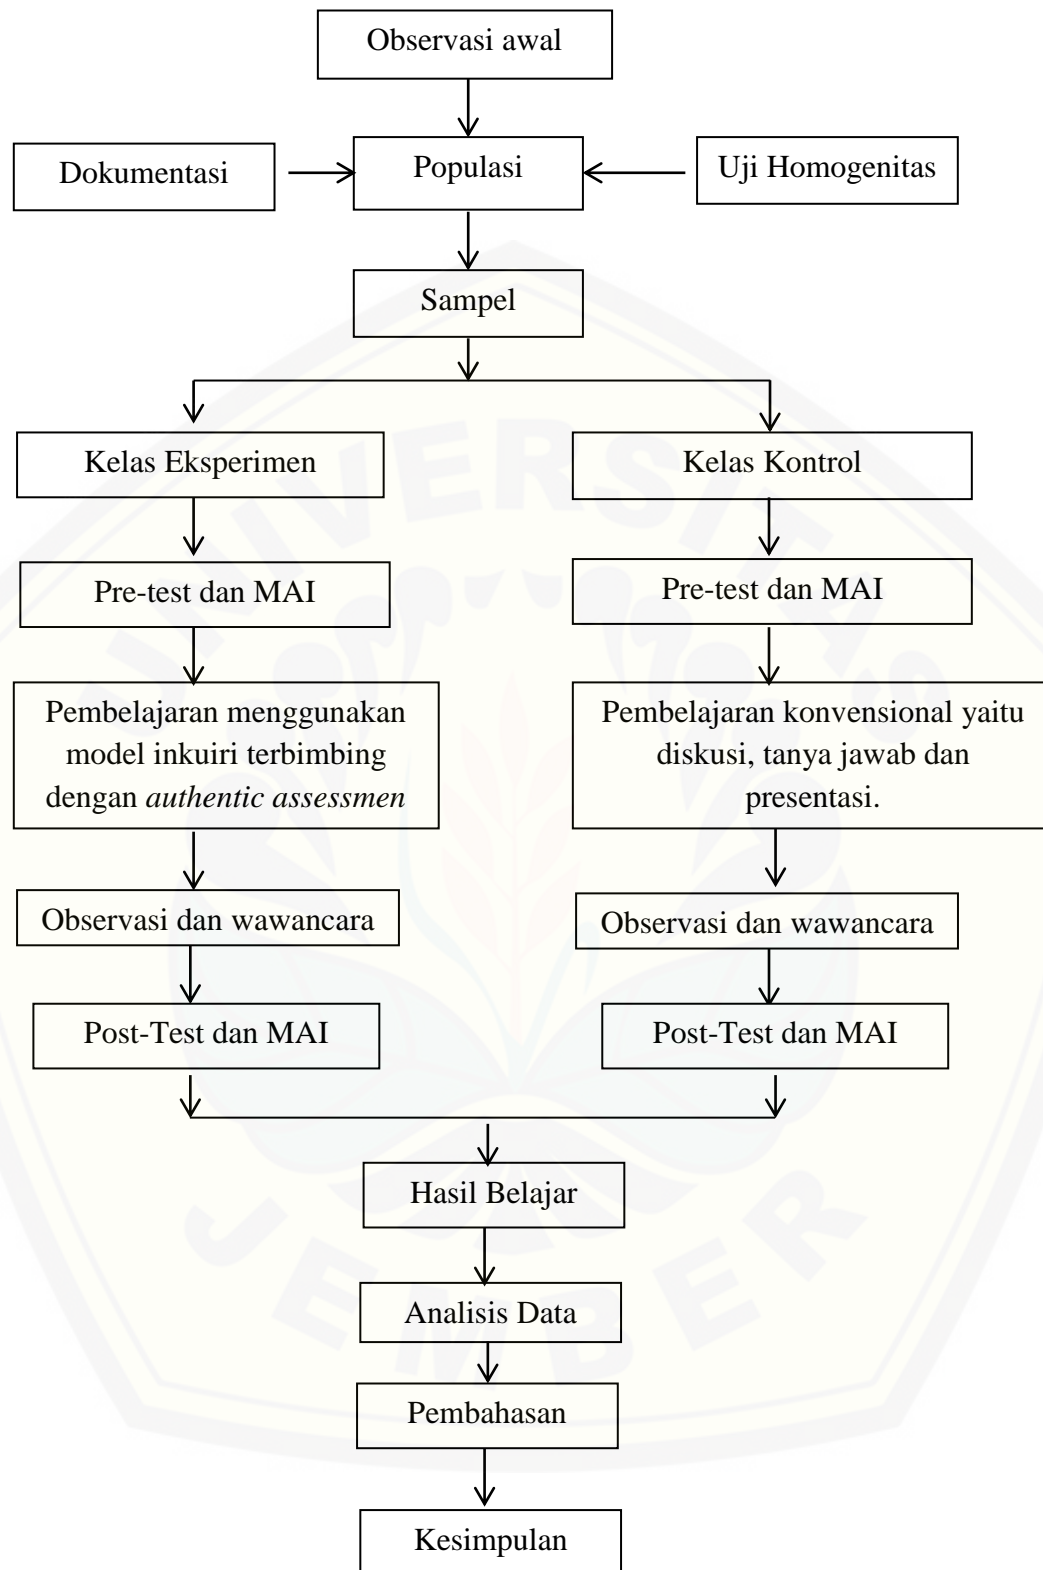 Observasi awal
Dokumentasi
Populasi
Uji Homogenitas
Sampel
Kelas Eksperimen
Kelas Kontrol
Pre-test dan MAI
Pre-test dan MAI
Pembelajaran menggunakan
model inkuiri terbimbing
dengan authentic assessmen
Pembelajaran konvensional yaitu
diskusi, tanya jawab dan
presentasi.
Observasi dan wawancara
Observasi dan wawancara
Post-Test dan MAI
Post-Test dan MAI
Hasil Belajar
Analisis Data
Pembahasan
Kesimpulan
UNIVERSITAS
JEMBER